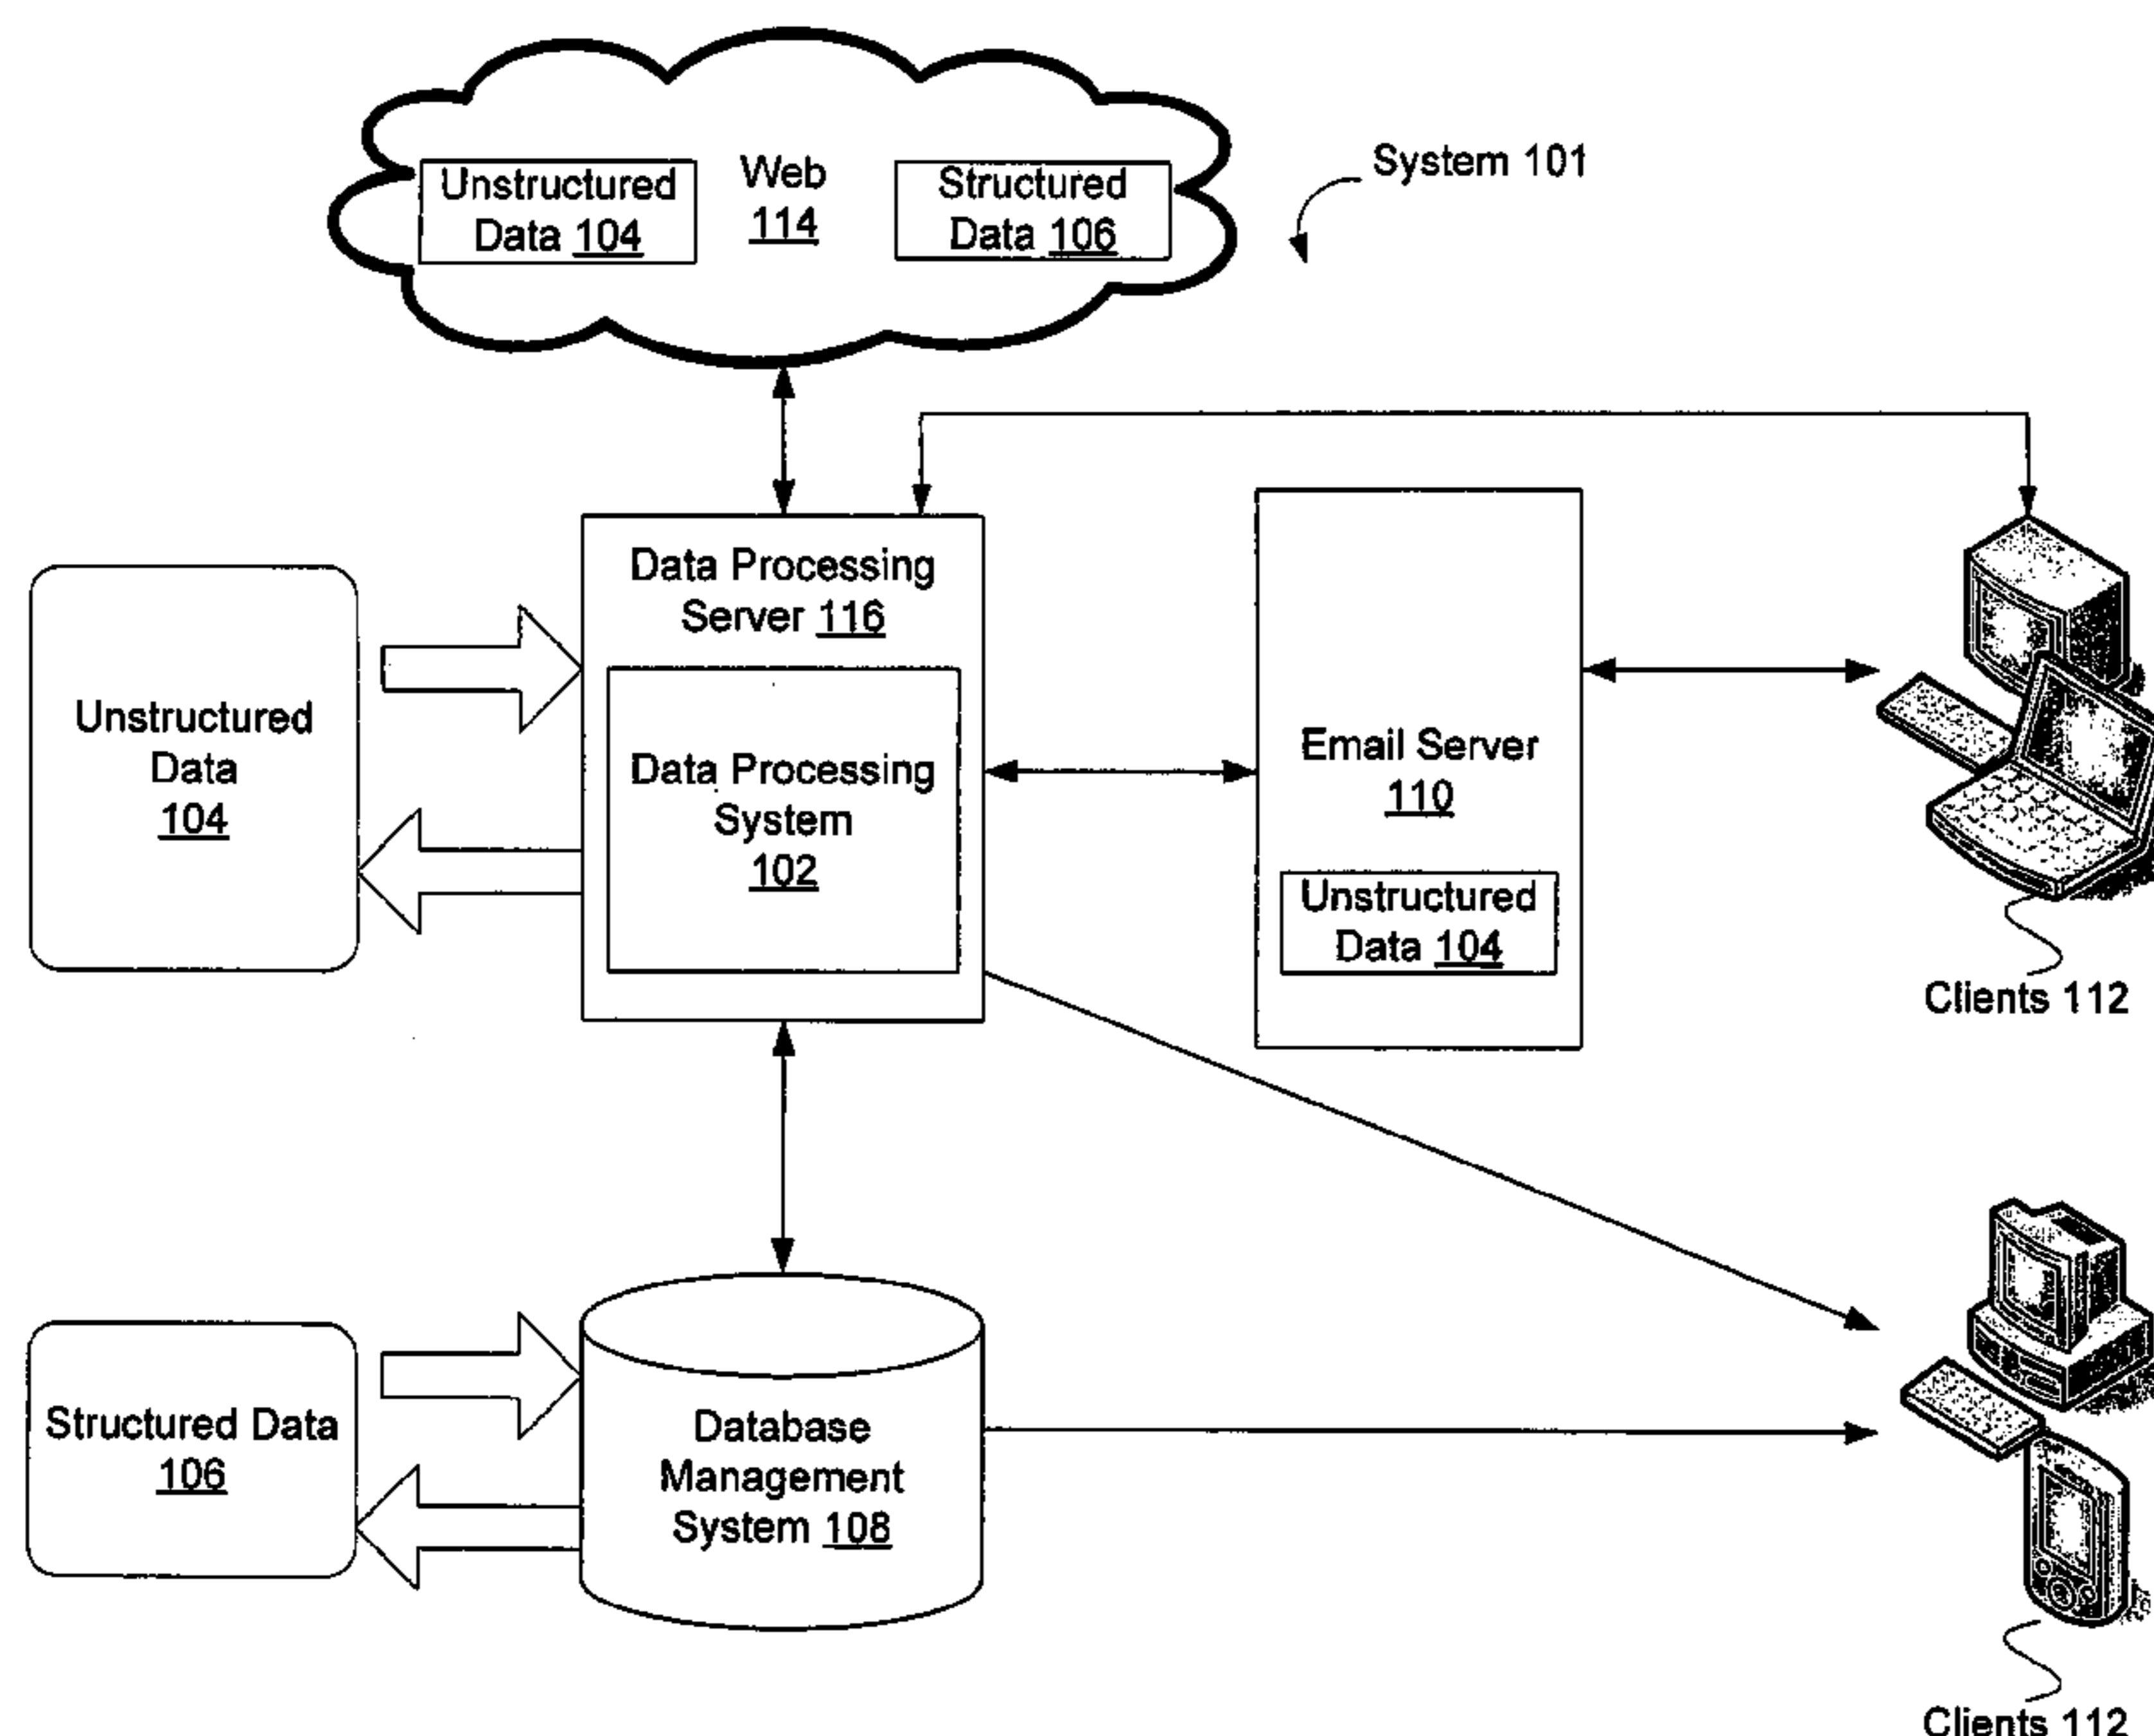 Unstructured
Data 104
Web
114
Structured
Data 106
System 101
Data Processing
Server 116
Unstructured
Data
104
Data Processing
System
102
Email Server
110
Unstructured
Data 104
Clients 112
Structured Data
106
Database
Management
System 108
Clients 112